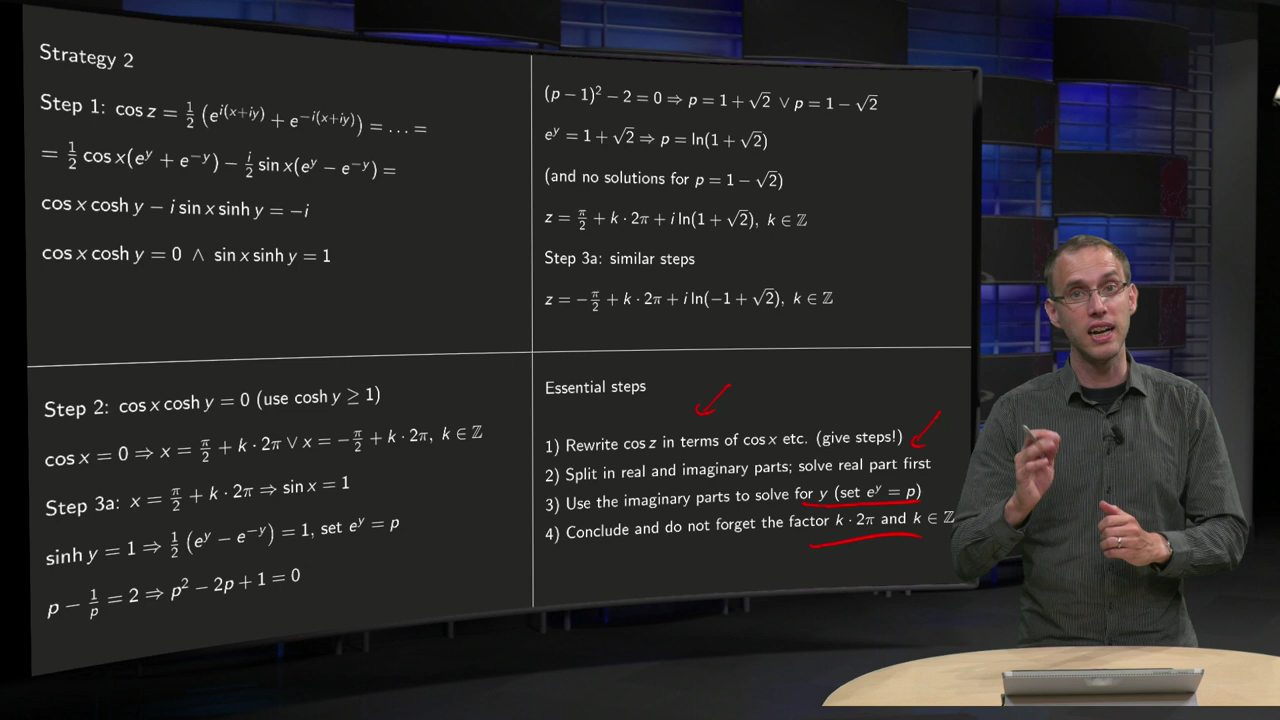 Strategy 2
Step 1: cos z = ½ (e^{i(x+iy)} + e^{−i(x+iy)}) = … =
= ½ cos x(e^y + e^{−y}) − i/2 sin x(e^y − e^{−y}) =
cos x cosh y − i sin x sinh y = −i
cos x cosh y = 0 ∧ sin x sinh y = 1
Step 2: cos x cosh y = 0 (use cosh y ≥ 1)
cos x = 0 ⇒ x = π/2 + k · 2π ∨ x = −π/2 + k · 2π, k ∈ ℤ
Step 3a: x = π/2 + k · 2π ⇒ sin x = 1
sinh y = 1 ⇒ ½ (e^y − e^{−y}) = 1, set e^y = p
p − 1/p = 2 ⇒ p² − 2p + 1 = 0
(p − 1)² − 2 = 0 ⇒ p = 1 + √2 ∨ p = 1 − √2
e^y = 1 + √2 ⇒ p = ln(1 + √2)
(and no solutions for p = 1 − √2)
z = π/2 + k · 2π + i ln(1 + √2), k ∈ ℤ
Step 3a: similar steps
z = −π/2 + k · 2π + i ln(−1 + √2), k ∈ ℤ
Essential steps
1) Rewrite cos z in terms of cos x etc. (give steps!)
2) Split in real and imaginary parts; solve real part first
3) Use the imaginary parts to solve for y (set e^y = p)
4) Conclude and do not forget the factor k · 2π and k ∈ ℤ